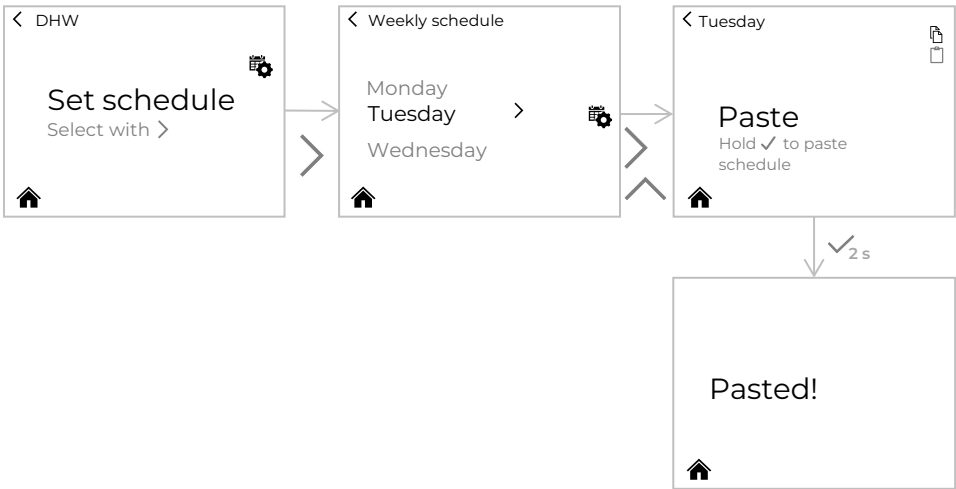 DHW
Set schedule
Select with
Weekly schedule
Monday
Tuesday
Wednesday
Tuesday
Paste
Hold ✓ to paste
schedule
2 s
Pasted!